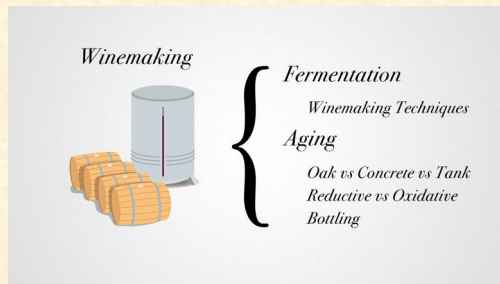 Winemaking
Fermentation
Winemaking Techniques
Aging
Oak vs Concrete vs Tank
Reductive vs Oxidative
Bottling